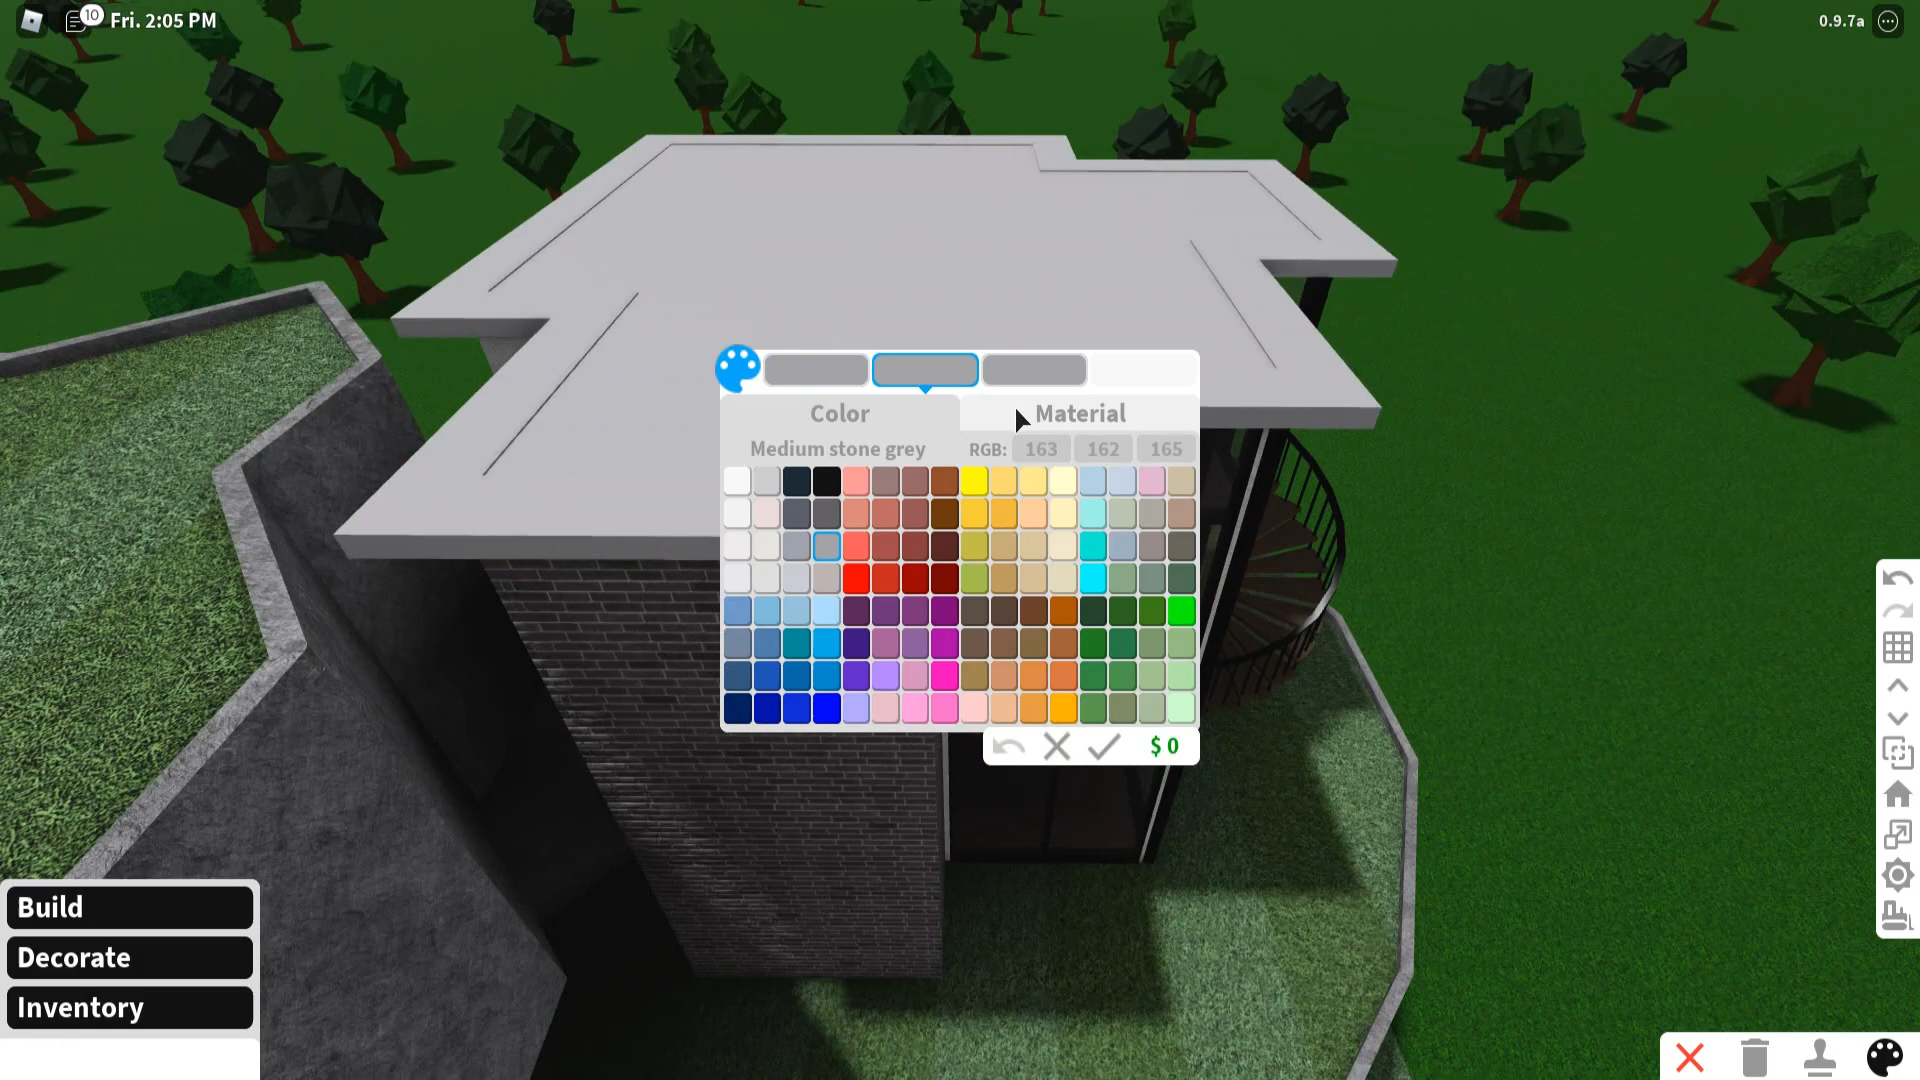 10 Fri. 2:05 PM
0.9.7a
Color
Material
Medium stone grey
RGB: 163 162 165
$ 0
Build
Decorate
Inventory